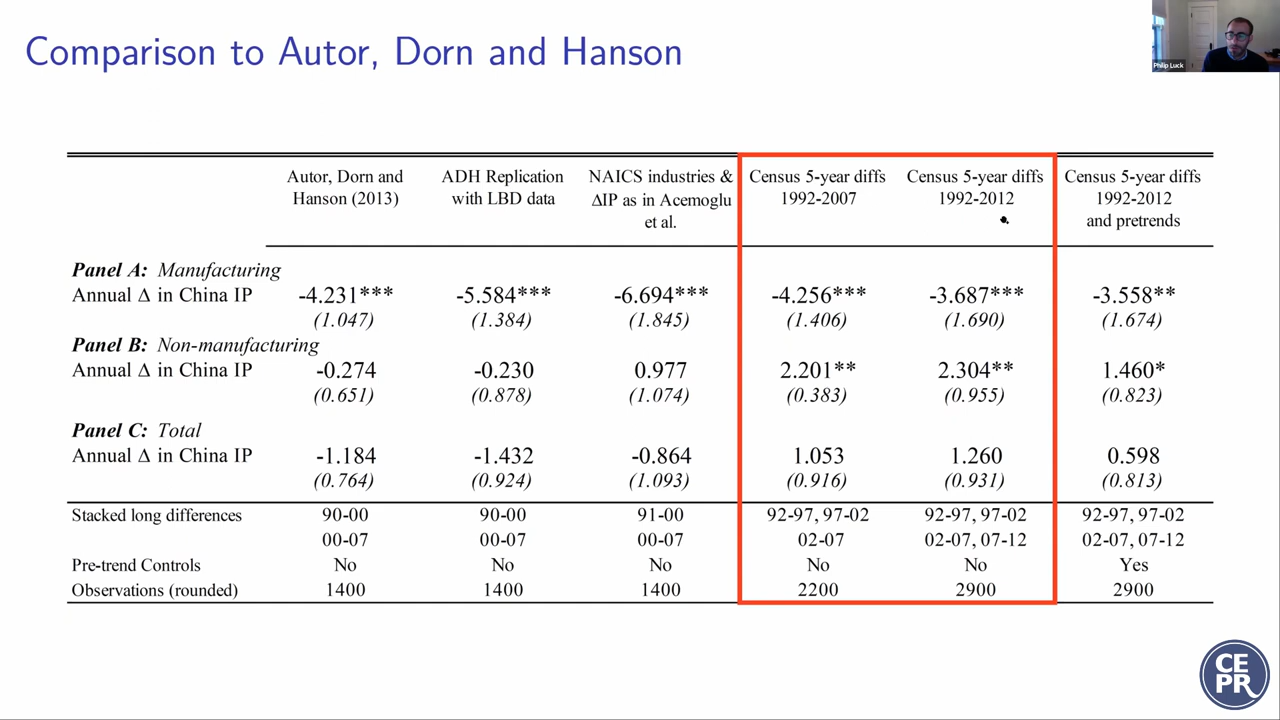 Comparison to Autor, Dorn and Hanson
Philip Luck
Autor, Dorn and Hanson (2013)
ADH Replication with LBD data
NAICS industries & ΔIP as in Acemoglu et al.
Census 5-year diffs 1992-2007
Census 5-year diffs 1992-2012
Census 5-year diffs 1992-2012 and pretrends
Panel A: Manufacturing
Annual Δ in China IP -4.231*** -5.584*** -6.694*** -4.256*** -3.687*** -3.558**
(1.047) (1.384) (1.845) (1.406) (1.690) (1.674)
Panel B: Non-manufacturing
Annual Δ in China IP -0.274 -0.230 0.977 2.201** 2.304** 1.460*
(0.651) (0.878) (1.074) (0.383) (0.955) (0.823)
Panel C: Total
Annual Δ in China IP -1.184 -1.432 -0.864 1.053 1.260 0.598
(0.764) (0.924) (1.093) (0.916) (0.931) (0.813)
Stacked long differences 90-00 90-00 91-00 92-97, 97-02 92-97, 97-02 92-97, 97-02
00-07 00-07 00-07 02-07 02-07, 07-12 02-07, 07-12
Pre-trend Controls No No No No No Yes
Observations (rounded) 1400 1400 1400 2200 2900 2900
CE
PR